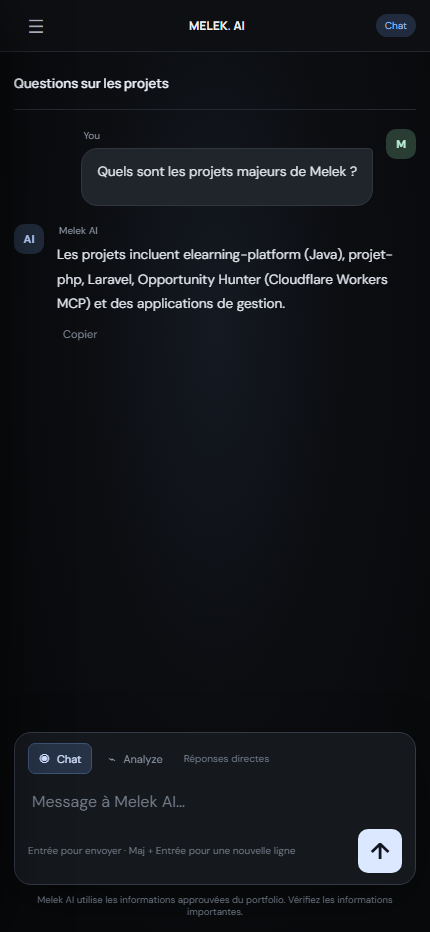 ☰
MELEK. AI
Chat
Questions sur les projets
You
M
Quels sont les projets majeurs de Melek ?
AI
Melek AI
Les projets incluent elearning-platform (Java), projet-
php, Laravel, Opportunity Hunter (Cloudflare Workers
MCP) et des applications de gestion.
Copier
◉ Chat
⌁ Analyze
Réponses directes
Message à Melek AI...
Entrée pour envoyer · Maj + Entrée pour une nouvelle ligne
↑
Melek AI utilise les informations approuvées du portfolio. Vérifiez les informations
importantes.